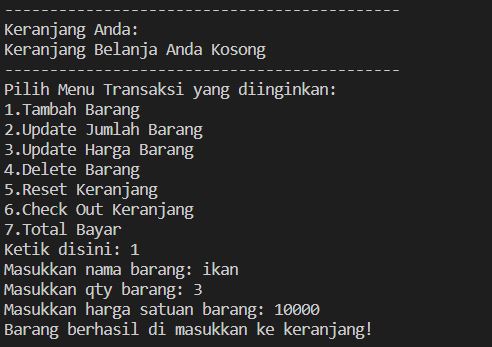 -------------------------------------------
Keranjang Anda:
Keranjang Belanja Anda Kosong
-------------------------------------------
Pilih Menu Transaksi yang diinginkan:
1.Tambah Barang
2.Update Jumlah Barang
3.Update Harga Barang
4.Delete Barang
5.Reset Keranjang
6.Check Out Keranjang
7.Total Bayar
Ketik disini: 1
Masukkan nama barang: ikan
Masukkan qty barang: 3
Masukkan harga satuan barang: 10000
Barang berhasil di masukkan ke keranjang!